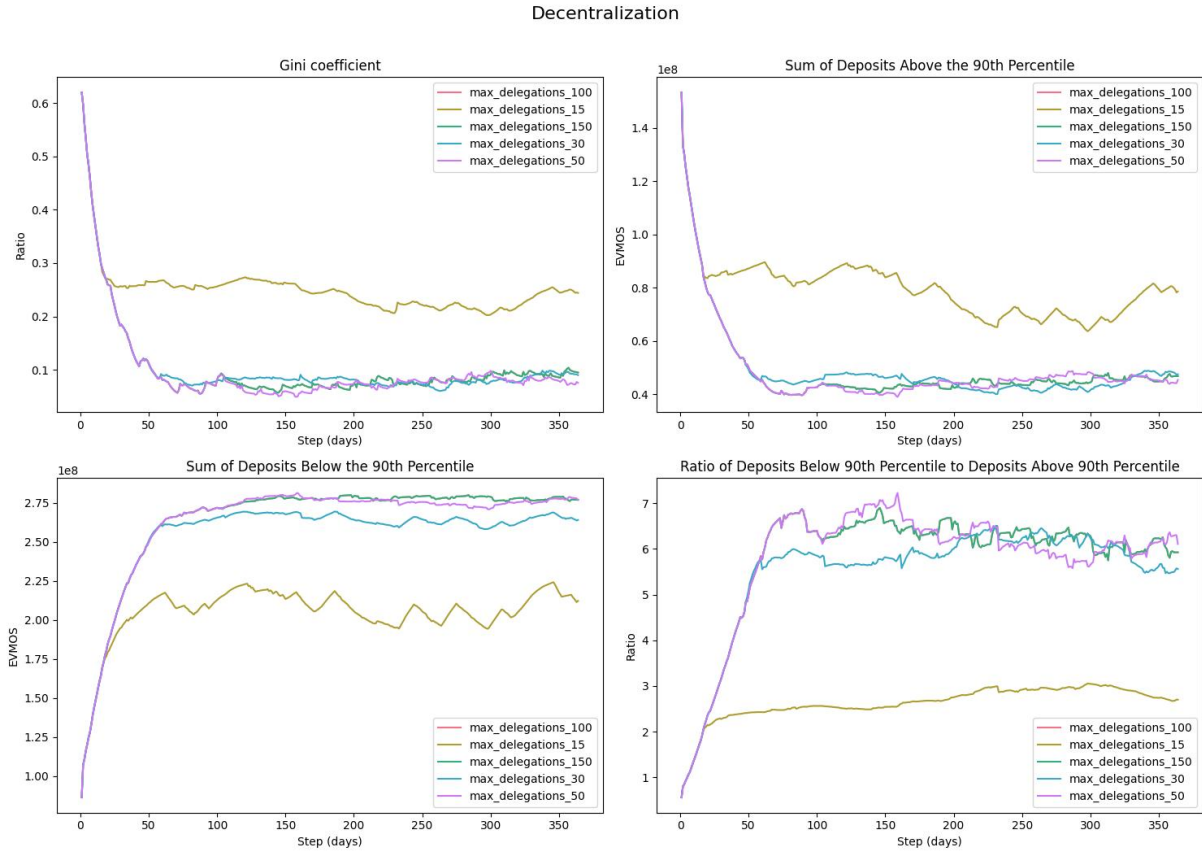 Decentralization
Gini coefficient
0.6
0.5
0.4
0.3
0.2
0.1
Ratio
0
50
100
150
200
250
300
350
Step (days)
max_delegations_100
max_delegations_15
max_delegations_150
max_delegations_30
max_delegations_50
Sum of Deposits Above the 90th Percentile
1e8
1.4
1.2
1.0
0.8
0.6
0.4
EVMOS
0
50
100
150
200
250
300
350
Step (days)
max_delegations_100
max_delegations_15
max_delegations_150
max_delegations_30
max_delegations_50
Sum of Deposits Below the 90th Percentile
1e8
2.75
2.50
2.25
2.00
1.75
1.50
1.25
1.00
EVMOS
0
50
100
150
200
250
300
350
Step (days)
max_delegations_100
max_delegations_15
max_delegations_150
max_delegations_30
max_delegations_50
Ratio of Deposits Below 90th Percentile to Deposits Above 90th Percentile
7
6
5
4
3
2
1
Ratio
0
50
100
150
200
250
300
350
Step (days)
max_delegations_100
max_delegations_15
max_delegations_150
max_delegations_30
max_delegations_50